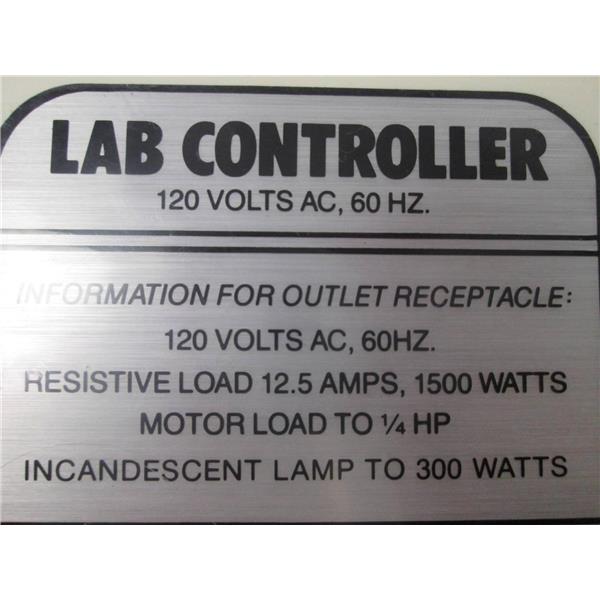 LAB CONTROLLER
120 VOLTS AC, 60 HZ.
INFORMATION FOR OUTLET RECEPTACLE:
120 VOLTS AC, 60HZ.
RESISTIVE LOAD 12.5 AMPS, 1500 WATTS
MOTOR LOAD TO ¼ HP
INCANDESCENT LAMP TO 300 WATTS